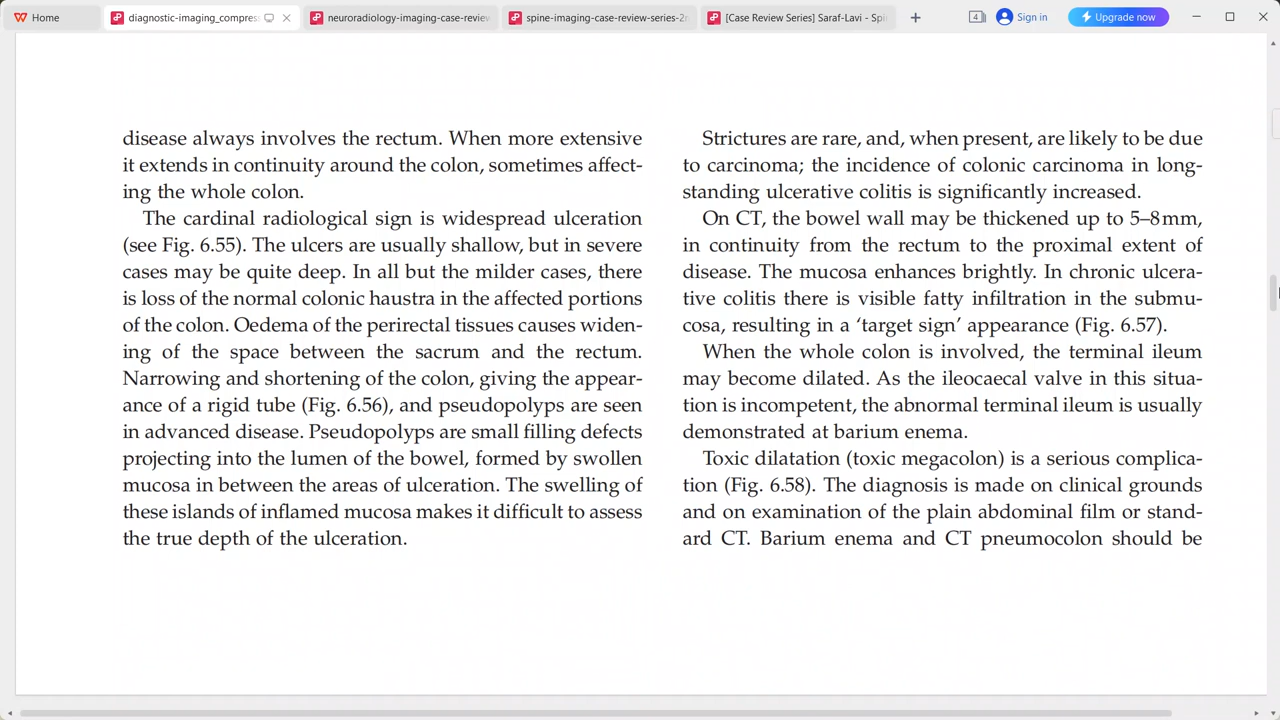 Home
diagnostic-imaging_compres
neuroradiology-imaging-case-review
spine-imaging-case-review-series-2
[Case Review Series] Saraf-Lavi - Spi
4
Sign in
Upgrade now
disease always involves the rectum. When more extensive
it extends in continuity around the colon, sometimes affect-
ing the whole colon.
The cardinal radiological sign is widespread ulceration
(see Fig. 6.55). The ulcers are usually shallow, but in severe
cases may be quite deep. In all but the milder cases, there
is loss of the normal colonic haustra in the affected portions
of the colon. Oedema of the perirectal tissues causes widen-
ing of the space between the sacrum and the rectum.
Narrowing and shortening of the colon, giving the appear-
ance of a rigid tube (Fig. 6.56), and pseudopolyps are seen
in advanced disease. Pseudopolyps are small filling defects
projecting into the lumen of the bowel, formed by swollen
mucosa in between the areas of ulceration. The swelling of
these islands of inflamed mucosa makes it difficult to assess
the true depth of the ulceration.
Strictures are rare, and, when present, are likely to be due
to carcinoma; the incidence of colonic carcinoma in long-
standing ulcerative colitis is significantly increased.
On CT, the bowel wall may be thickened up to 5–8 mm,
in continuity from the rectum to the proximal extent of
disease. The mucosa enhances brightly. In chronic ulcera-
tive colitis there is visible fatty infiltration in the submu-
cosa, resulting in a ‘target sign’ appearance (Fig. 6.57).
When the whole colon is involved, the terminal ileum
may become dilated. As the ileocaecal valve in this situa-
tion is incompetent, the abnormal terminal ileum is usually
demonstrated at barium enema.
Toxic dilatation (toxic megacolon) is a serious complica-
tion (Fig. 6.58). The diagnosis is made on clinical grounds
and on examination of the plain abdominal film or stand-
ard CT. Barium enema and CT pneumocolon should be